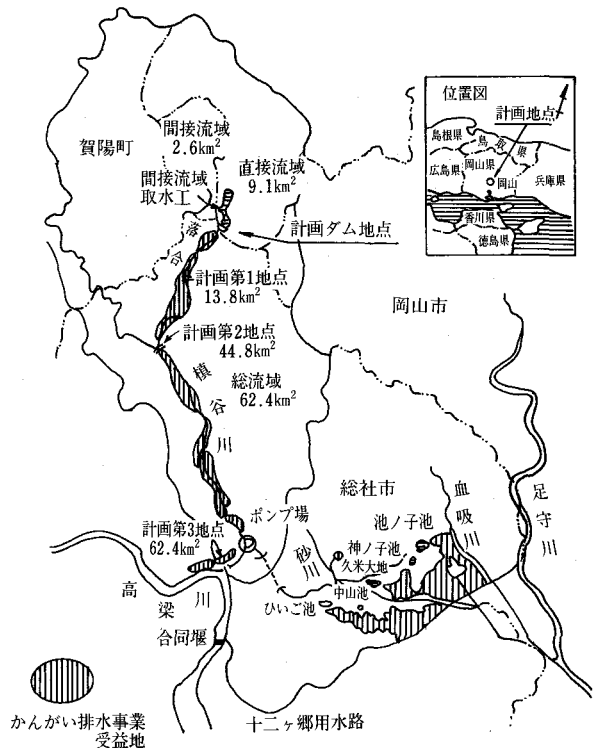 位置図
計画地点
島根県
鳥取県
広島県
岡山県
岡山
兵庫県
香川県
徳島県
賀陽町
間接流域
2.6km²
直接流域
9.1km²
間接流域
取水工
計画ダム地点
落合
計画第1地点
13.8km²
岡山市
計画第2地点
44.8km²
槙谷川
総流域
62.4km²
総社市
血吸川
足守川
ポンプ場
計画第3地点
62.4km²
砂川
池ノ子池
神ノ子池
久米大地
中山池
ひいご池
高梁川
合同堰
十二ヶ郷用水路
かんがい排水事業
受益地